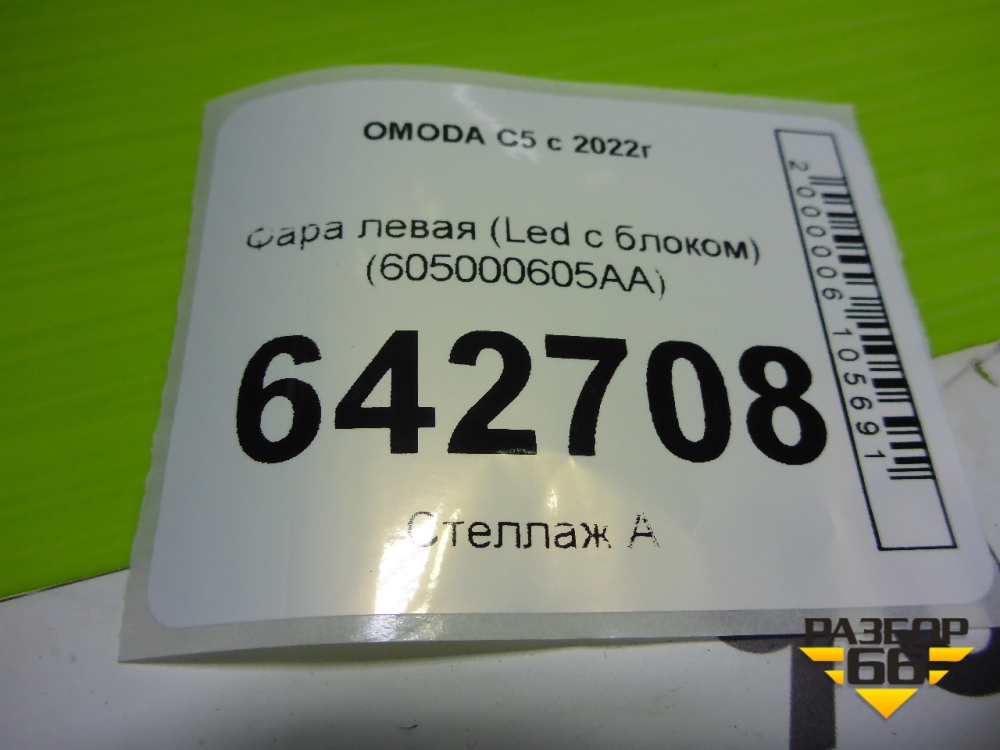 OMODA C5 с 2022г
Фара левая (Led с блоком)
(605000605AA)
642708
Стеллаж А
2000006105691
РАЗБОР
66